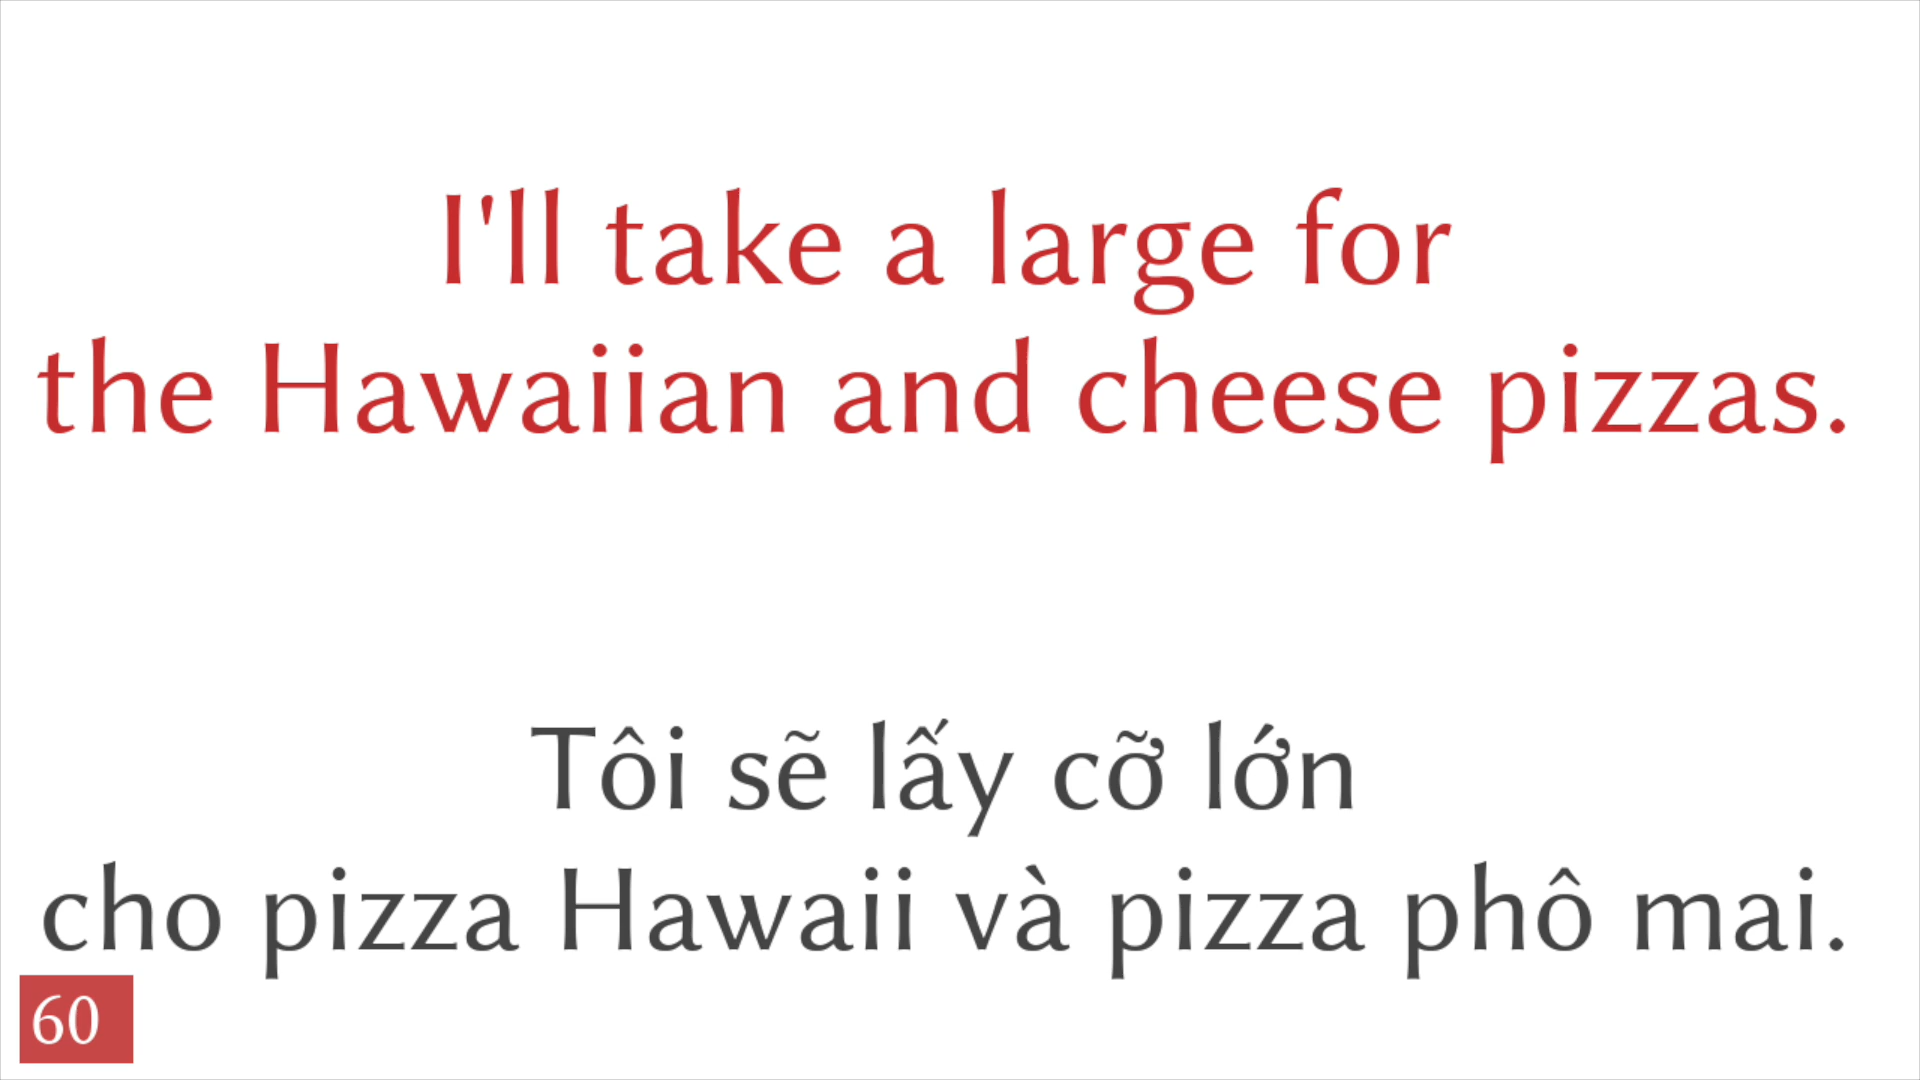 I'll take a large for
the Hawaiian and cheese pizzas.
Tôi sẽ lấy cỡ lớn
cho pizza Hawaii và pizza phô mai.
60